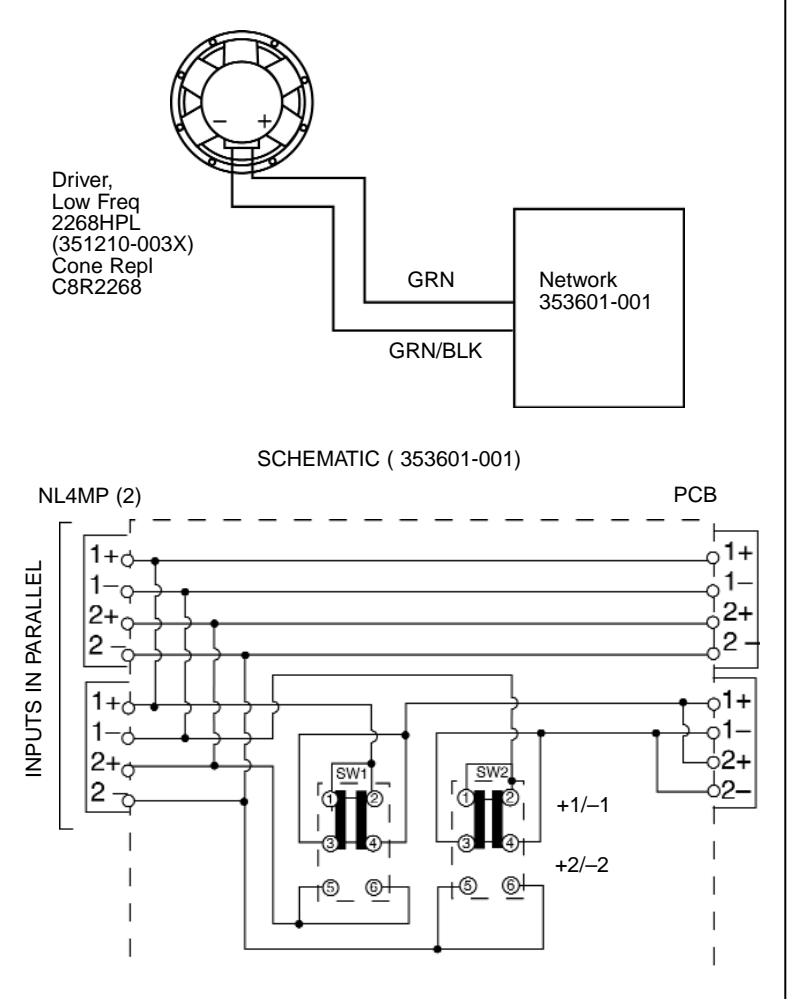 − +
Driver,
Low Freq
2268HPL
(351210-003X)
Cone Repl
C8R2268
GRN
GRN/BLK
Network
353601-001
SCHEMATIC ( 353601-001)
NL4MP (2)
PCB
INPUTS IN PARALLEL
1+
1−
2+
2 −
1+
1−
2+
2 −
1+
1−
2+
2 −
1+
1−
2+
2−
SW1
1 2
3 4
5 6
SW2
1 2
3 4
5 6
+1/−1
+2/−2